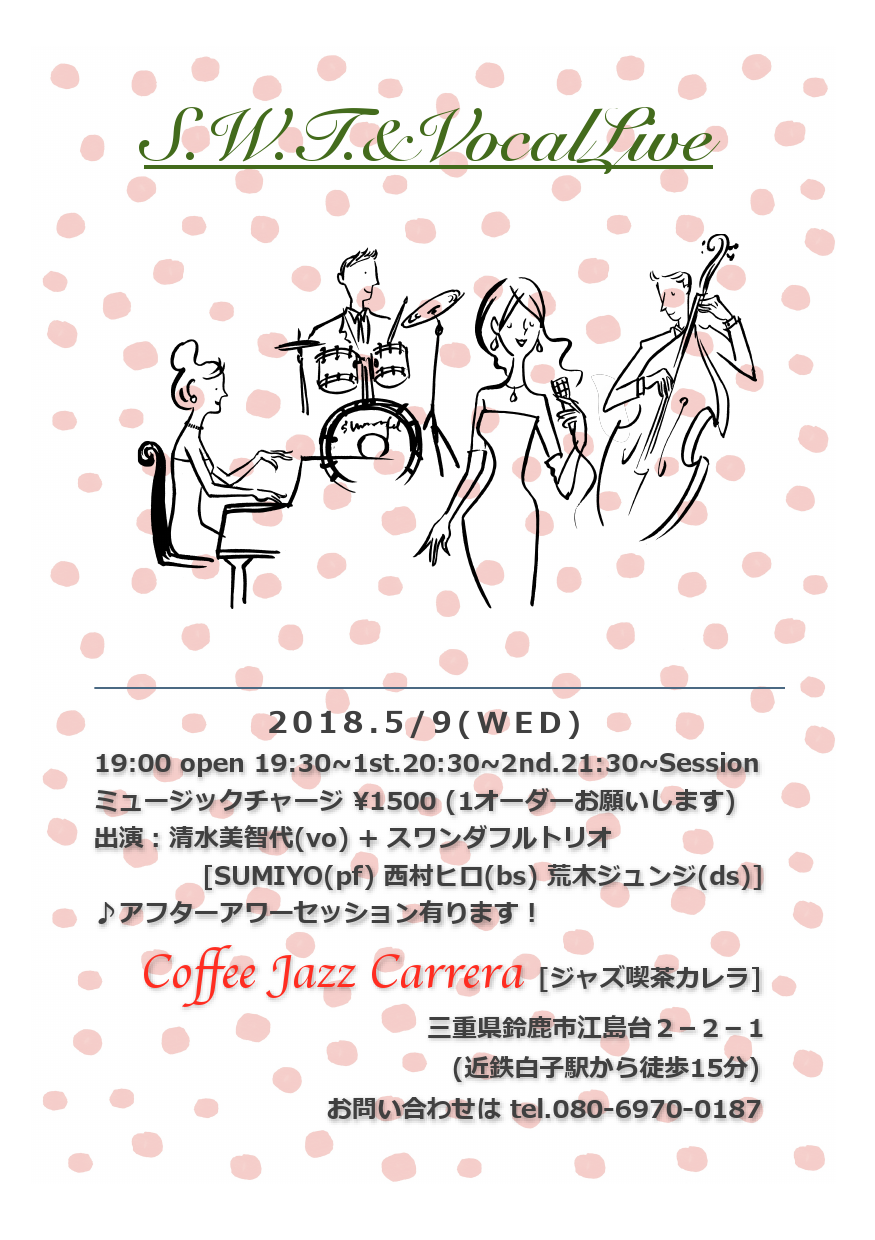 S.W.T.&VocalLive
2018.5/9(WED)
19:00 open 19:30~1st.20:30~2nd.21:30~Session
ミュージックチャージ ¥1500 (1オーダーお願いします)
出演：清水美智代(vo) + スワンダフルトリオ
[SUMIYO(pf) 西村ヒロ(bs) 荒木ジュンジ(ds)]
♪アフターアワーセッション有ります！
Coffee Jazz Carrera [ジャズ喫茶カレラ]
三重県鈴鹿市江島台２−２−１
(近鉄白子駅から徒歩15分)
お問い合わせは tel.080-6970-0187